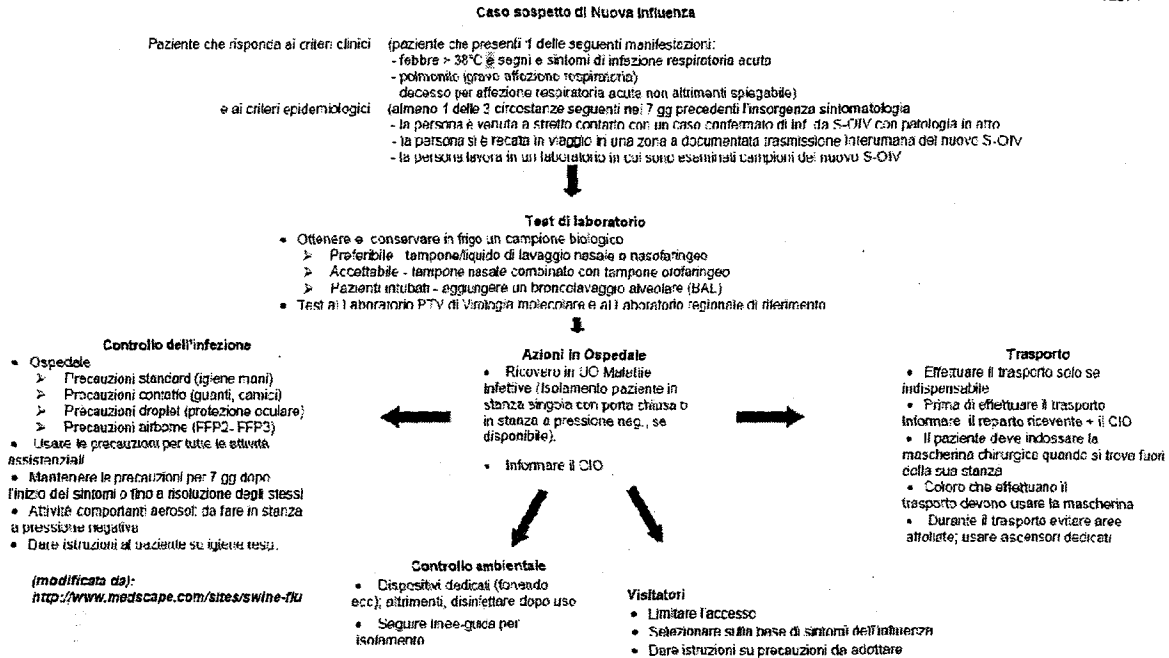 Caso sospetto di Nuova Influenza
Paziente che risponda ai criteri clinici (paziente che presenti 1 delle seguenti manifestazioni:
- febbre > 38°C e segni e sintomi di infezione respiratoria acuta
- polmonite (grave affezione respiratoria)
decesso per affezione respiratoria acuta non altrimenti spiegabile)
e ai criteri epidemiologici (almeno 1 delle 3 circostanze seguenti nei 7 gg precedenti l'insorgenza sintomatologia
- la persona è venuta a stretto contatto con un caso confermato di inf. da S-OIV con patologia in atto
- la persona si è recata in viaggio in una zona a documentata trasmissione interumana del nuovo S-OIV
- la persona lavora in un laboratorio in cui sono esaminati campioni del nuovo S-OIV
Test di laboratorio
• Ottenere e conservare in frigo un campione biologico
➢ Preferibile tampone/liquido di lavaggio nasale o nasofaringeo
➢ Accettabile - tampone nasale combinato con tampone orofaringeo
➢ Pazienti intubati - aggiungere un broncolavaggio alveolare (BAL)
• Test al Laboratorio PTV di Virologia molecolare e al Laboratorio regionale di riferimento
Controllo dell'infezione
• Ospedale
➢ Precauzioni standard (igiene mani)
➢ Precauzioni contatto (guanti, camici)
➢ Precauzioni droplet (protezione oculare)
➢ Precauzioni airborne (FFP2- FFP3)
• Usare le precauzioni per tutte le attività
assistenziali
• Mantenere le precauzioni per 7 gg dopo
l'inizio dei sintomi o fino a risoluzione degli stessi
• Attività comportanti aerosol: da fare in stanza
a pressione negativa
• Dare istruzioni al paziente su igiene resp.
(modificata da):
http://www.medscape.com/sites/swine-flu
Azioni in Ospedale
• Ricovero in UO Malattie
infettive (Isolamento paziente in
stanza singola con porta chiusa o
in stanza a pressione neg., se
disponibile).
• Informare il CIO
Trasporto
• Effettuare il trasporto solo se
indispensabile
• Prima di effettuare il trasporto
informare il reparto ricevente + il CIO
• Il paziente deve indossare la
mascherina chirurgica quando si trova fuori
dalla sua stanza
• Coloro che effettuano il
trasporto devono usare la mascherina
• Durante il trasporto evitare aree
affollate; usare ascensori dedicati
Controllo ambientale
• Dispositivi dedicati (fonendo
ecc); altrimenti, disinfettare dopo uso
• Seguire linee-guida per
isolamento
Visitatori
• Limitare l'accesso
• Selezionare sulla base di sintomi dell'influenza
• Dare istruzioni su precauzioni da adottare